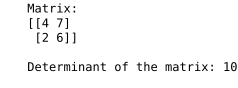 Matrix:
[[4 7]
 [2 6]]
Determinant of the matrix: 10